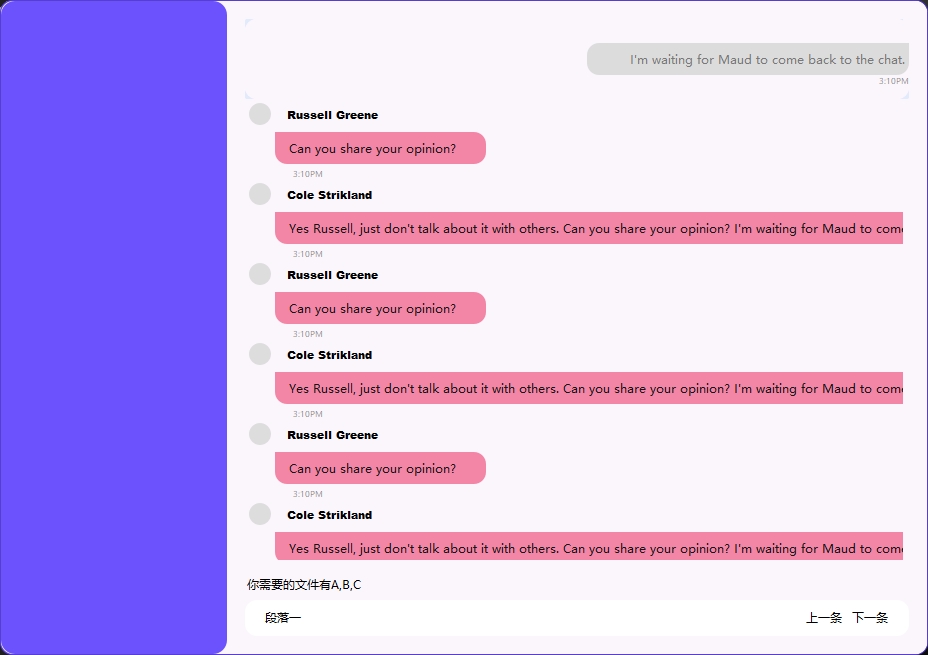 I'm waiting for Maud to come back to the chat.
3:10PM
Russell Greene
Can you share your opinion?
3:10PM
Cole Strikland
Yes Russell, just don't talk about it with others. Can you share your opinion? I'm waiting for Maud to come
3:10PM
Russell Greene
Can you share your opinion?
3:10PM
Cole Strikland
Yes Russell, just don't talk about it with others. Can you share your opinion? I'm waiting for Maud to come
3:10PM
Russell Greene
Can you share your opinion?
3:10PM
Cole Strikland
Yes Russell, just don't talk about it with others. Can you share your opinion? I'm waiting for Maud to come
你需要的文件有A,B,C
段落一 上一条 下一条